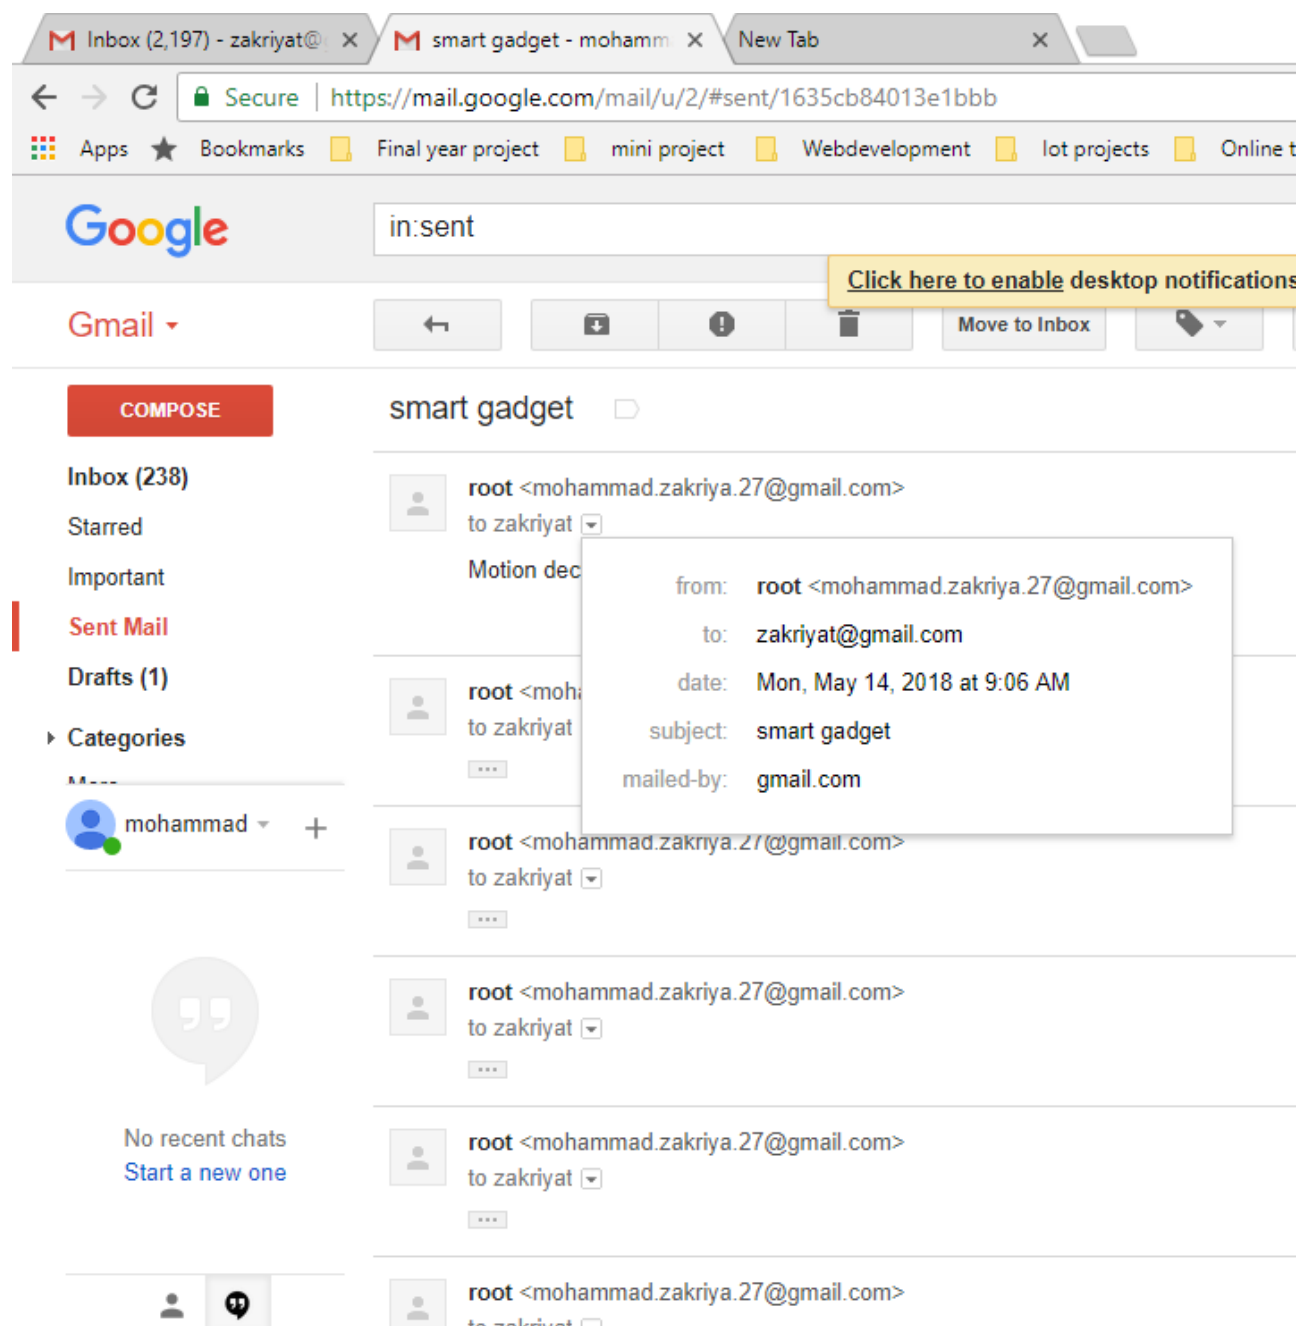 Inbox (2,197) - zakriyat@
smart gadget - mohamm
New Tab
Secure
https://mail.google.com/mail/u/2/#sent/1635cb84013e1bbb
Apps
Bookmarks
Final year project
mini project
Webdevelopment
Iot projects
Online t
Google
in:sent
Click here to enable desktop notifications
Gmail
Move to Inbox
COMPOSE
smart gadget
Inbox (238)
Starred
Important
Sent Mail
Drafts (1)
Categories
More
mohammad
No recent chats
Start a new one
root <mohammad.zakriya.27@gmail.com>
to zakriyat
Motion dec
from: root <mohammad.zakriya.27@gmail.com>
to: zakriyat@gmail.com
date: Mon, May 14, 2018 at 9:06 AM
subject: smart gadget
mailed-by: gmail.com
root <moha
to zakriyat
root <mohammad.zakriya.27@gmail.com>
to zakriyat
root <mohammad.zakriya.27@gmail.com>
to zakriyat
root <mohammad.zakriya.27@gmail.com>
to zakriyat
root <mohammad.zakriya.27@gmail.com>
to zakriyat